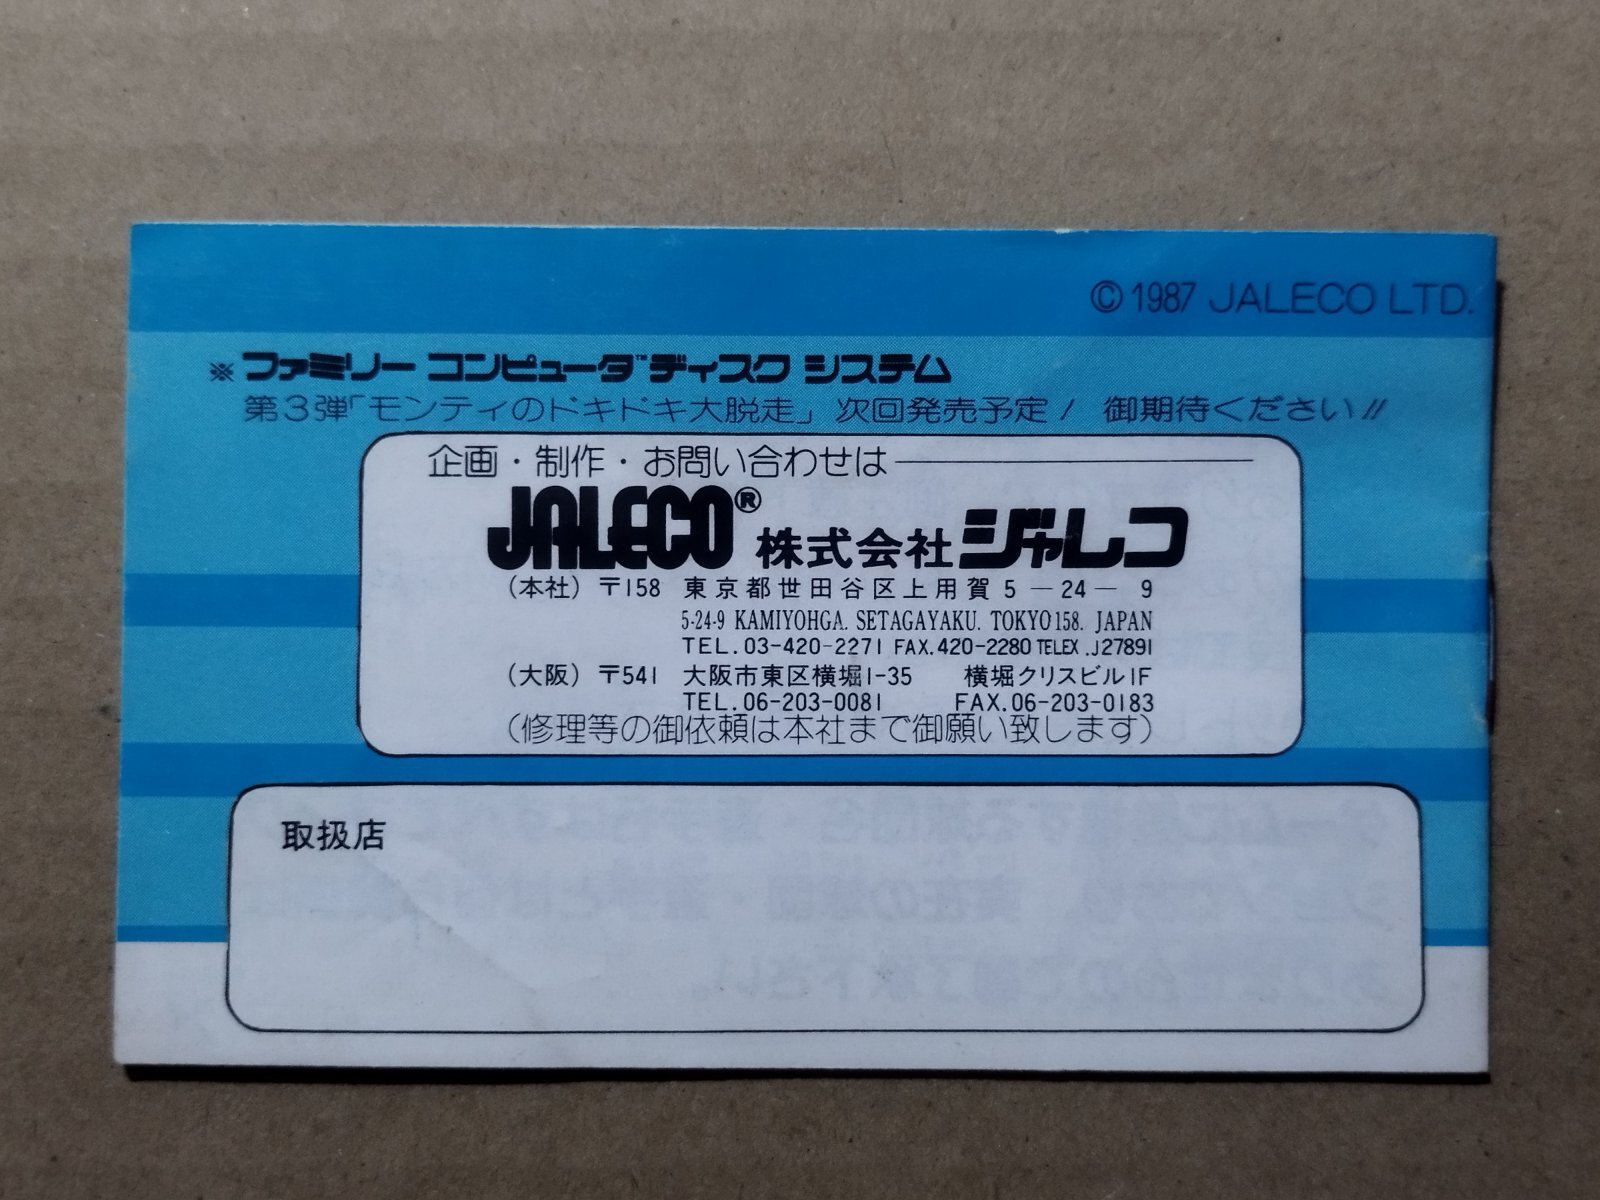 © 1987 JALECO LTD.
※ファミリー コンピュータ ディスク システム
第3弾「モンティのドキドキ大脱走」次回発売予定! 御期待ください!!
企画・制作・お問い合わせは
JALECO® 株式会社ジャレコ
(本社) 〒158 東京都世田谷区上用賀5-24-9
5-24-9 KAMIYOHGA. SETAGAYAKU. TOKYO158. JAPAN
TEL.03-420-2271 FAX.420-2280 TELEX.J27891
(大阪) 〒541 大阪市東区横堀1-35 横堀クリスビル1F
TEL.06-203-0081 FAX.06-203-0183
(修理等の御依頼は本社まで御願い致します)
取扱店